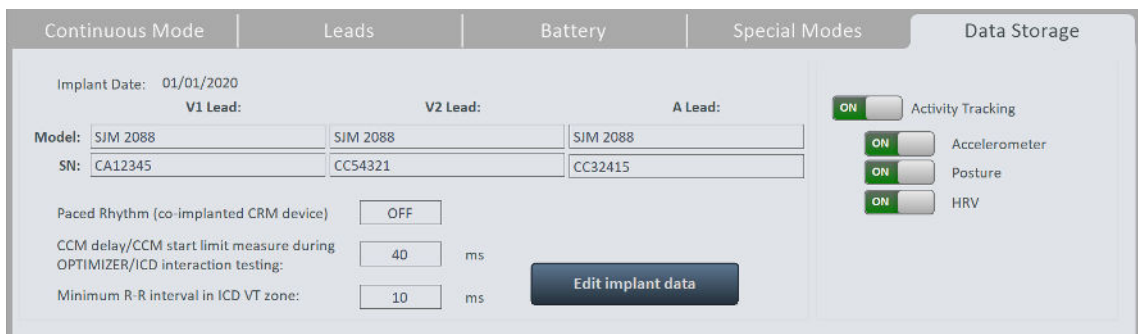 Continuous Mode Leads Battery Special Modes Data Storage
Implant Date: 01/01/2020
V1 Lead: V2 Lead: A Lead:
Model: SJM 2088 SJM 2088 SJM 2088
SN: CA12345 CC54321 CC32415
Paced Rhythm (co-implanted CRM device) OFF
CCM delay/CCM start limit measure during
OPTIMIZER/ICD interaction testing: 40 ms
Minimum R-R interval in ICD VT zone: 10 ms
Edit implant data
ON Activity Tracking
ON Accelerometer
ON Posture
ON HRV